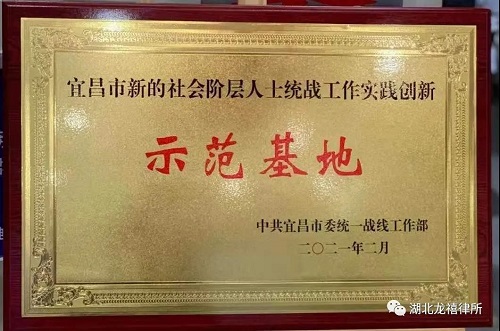 宜昌市新的社会阶层人士统战工作实践创新
示范基地
中共宜昌市委统一战线工作部
二〇二一年二月
湖北龙禧律所